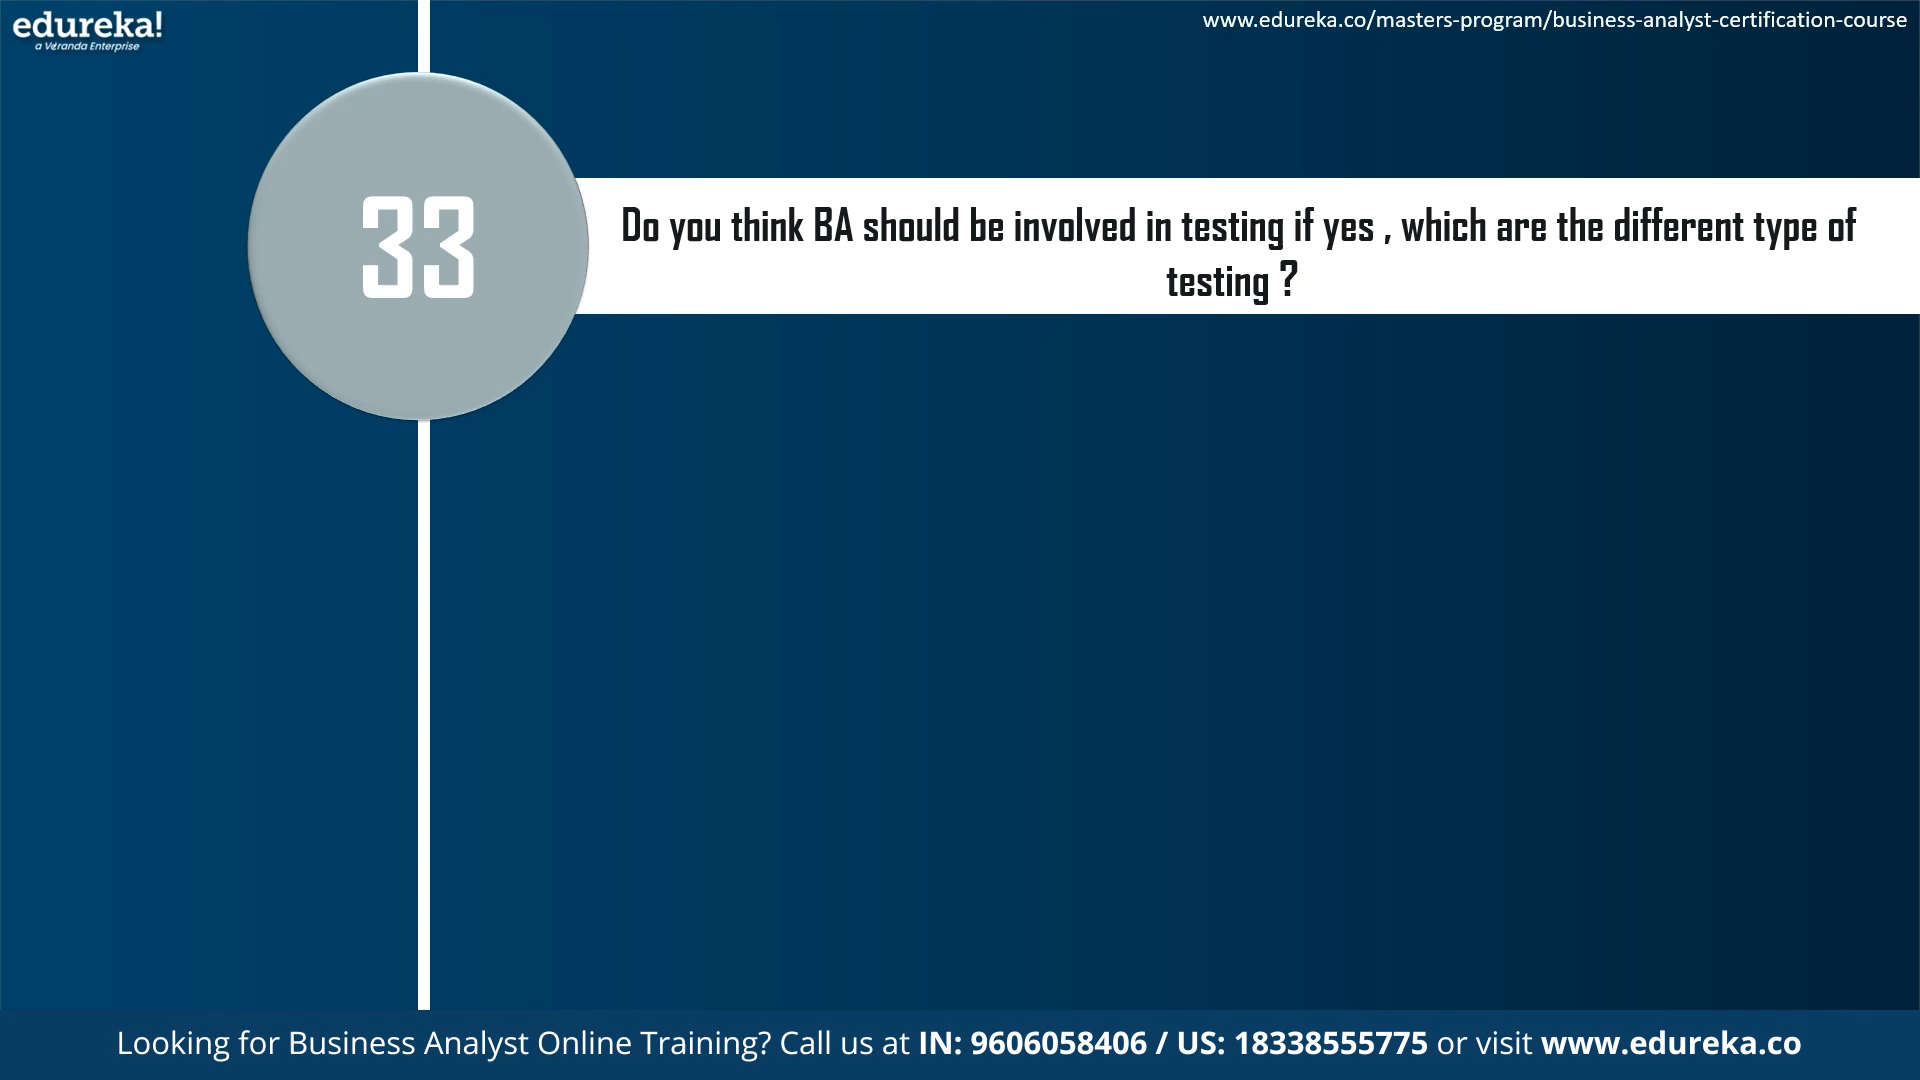 edureka!
a Veranda Enterprise
www.edureka.co/masters-program/business-analyst-certification-course
33
Do you think BA should be involved in testing if yes , which are the different type of
testing ?
Looking for Business Analyst Online Training? Call us at IN: 9606058406 / US: 18338555775 or visit www.edureka.co